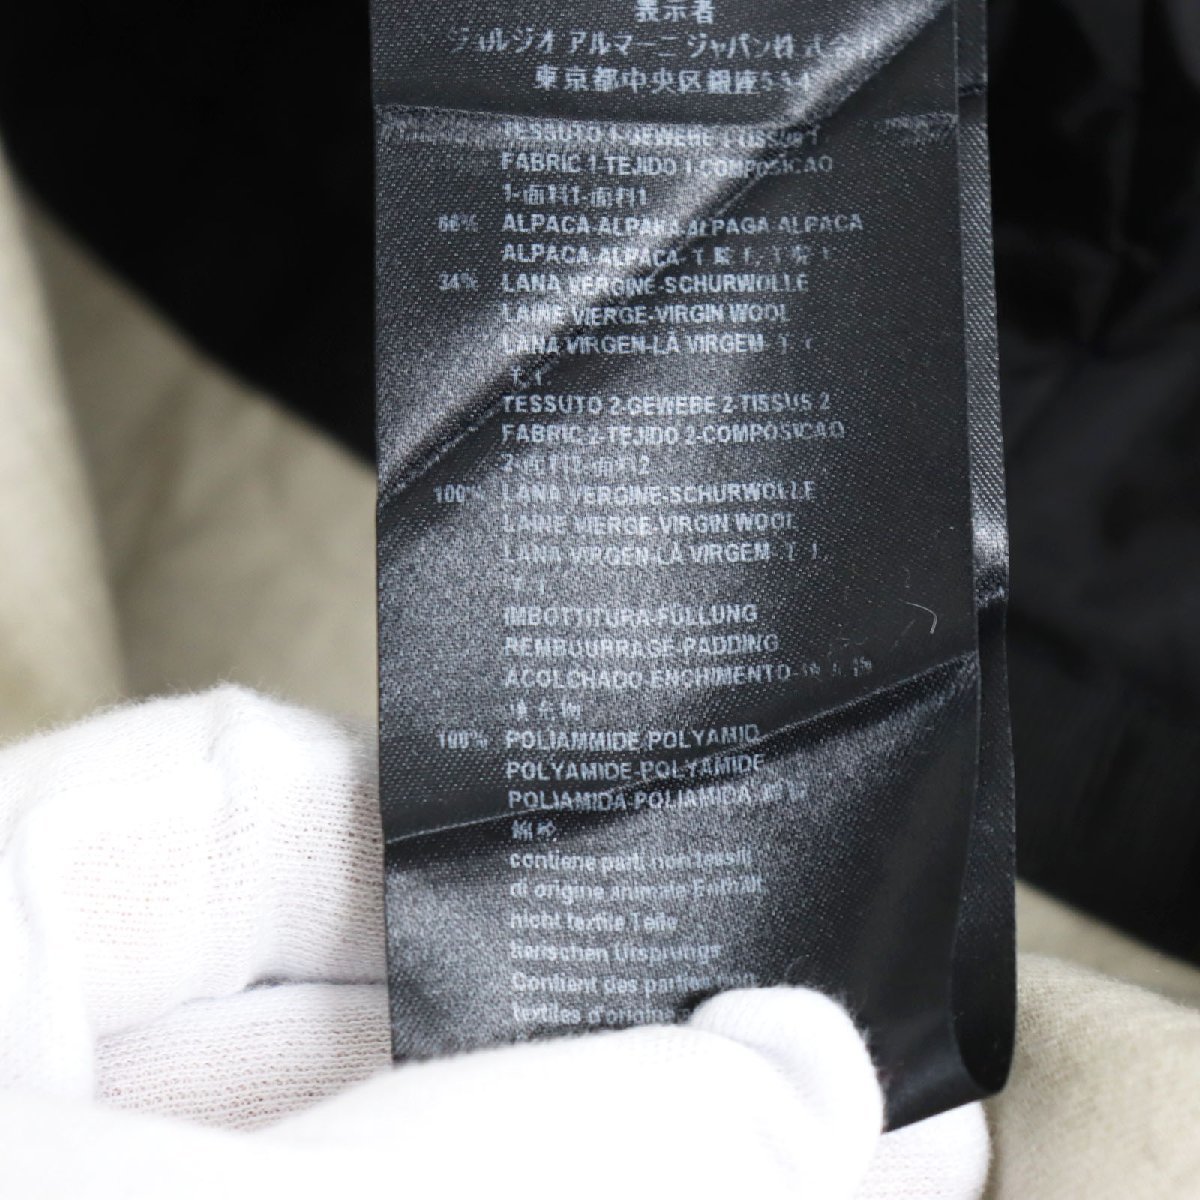 表示者
ジョルジオ アルマーニ ジャパン株式会社
東京都中央区銀座5-5-4
TESSUTO 1-GEWEBE 1-TISSUS 1
FABRIC 1-TEJIDO 1-COMPOSICAO
1-面料1-面料1
66% ALPACA-ALPAKA-ALPAGA-ALPACA
ALPACA-ALPACA-
34% LANA VERGINE-SCHURWOLLE
LAINE VIERGE-VIRGIN WOOL
LANA VIRGEN-LÀ VIRGEM-
TESSUTO 2-GEWEBE 2-TISSUS 2
FABRIC 2-TEJIDO 2-COMPOSICAO
2-面料2-面料2
100% LANA VERGINE-SCHURWOLLE
LAINE VIERGE-VIRGIN WOOL
LANA VIRGEN-LÀ VIRGEM-
IMBOTTITURA-FÜLLUNG
REMBOURRAGE-PADDING
ACOLCHADO-ENCHIMENTO-
100% POLIAMMIDE-POLYAMID
POLYAMIDE-POLYAMIDE
POLIAMIDA-POLIAMIDA-
contiene parti non tessili
di origine animale Enthält
nicht textile Teile
tierischen Ursprungs
Contient des parties non
textiles d'origine